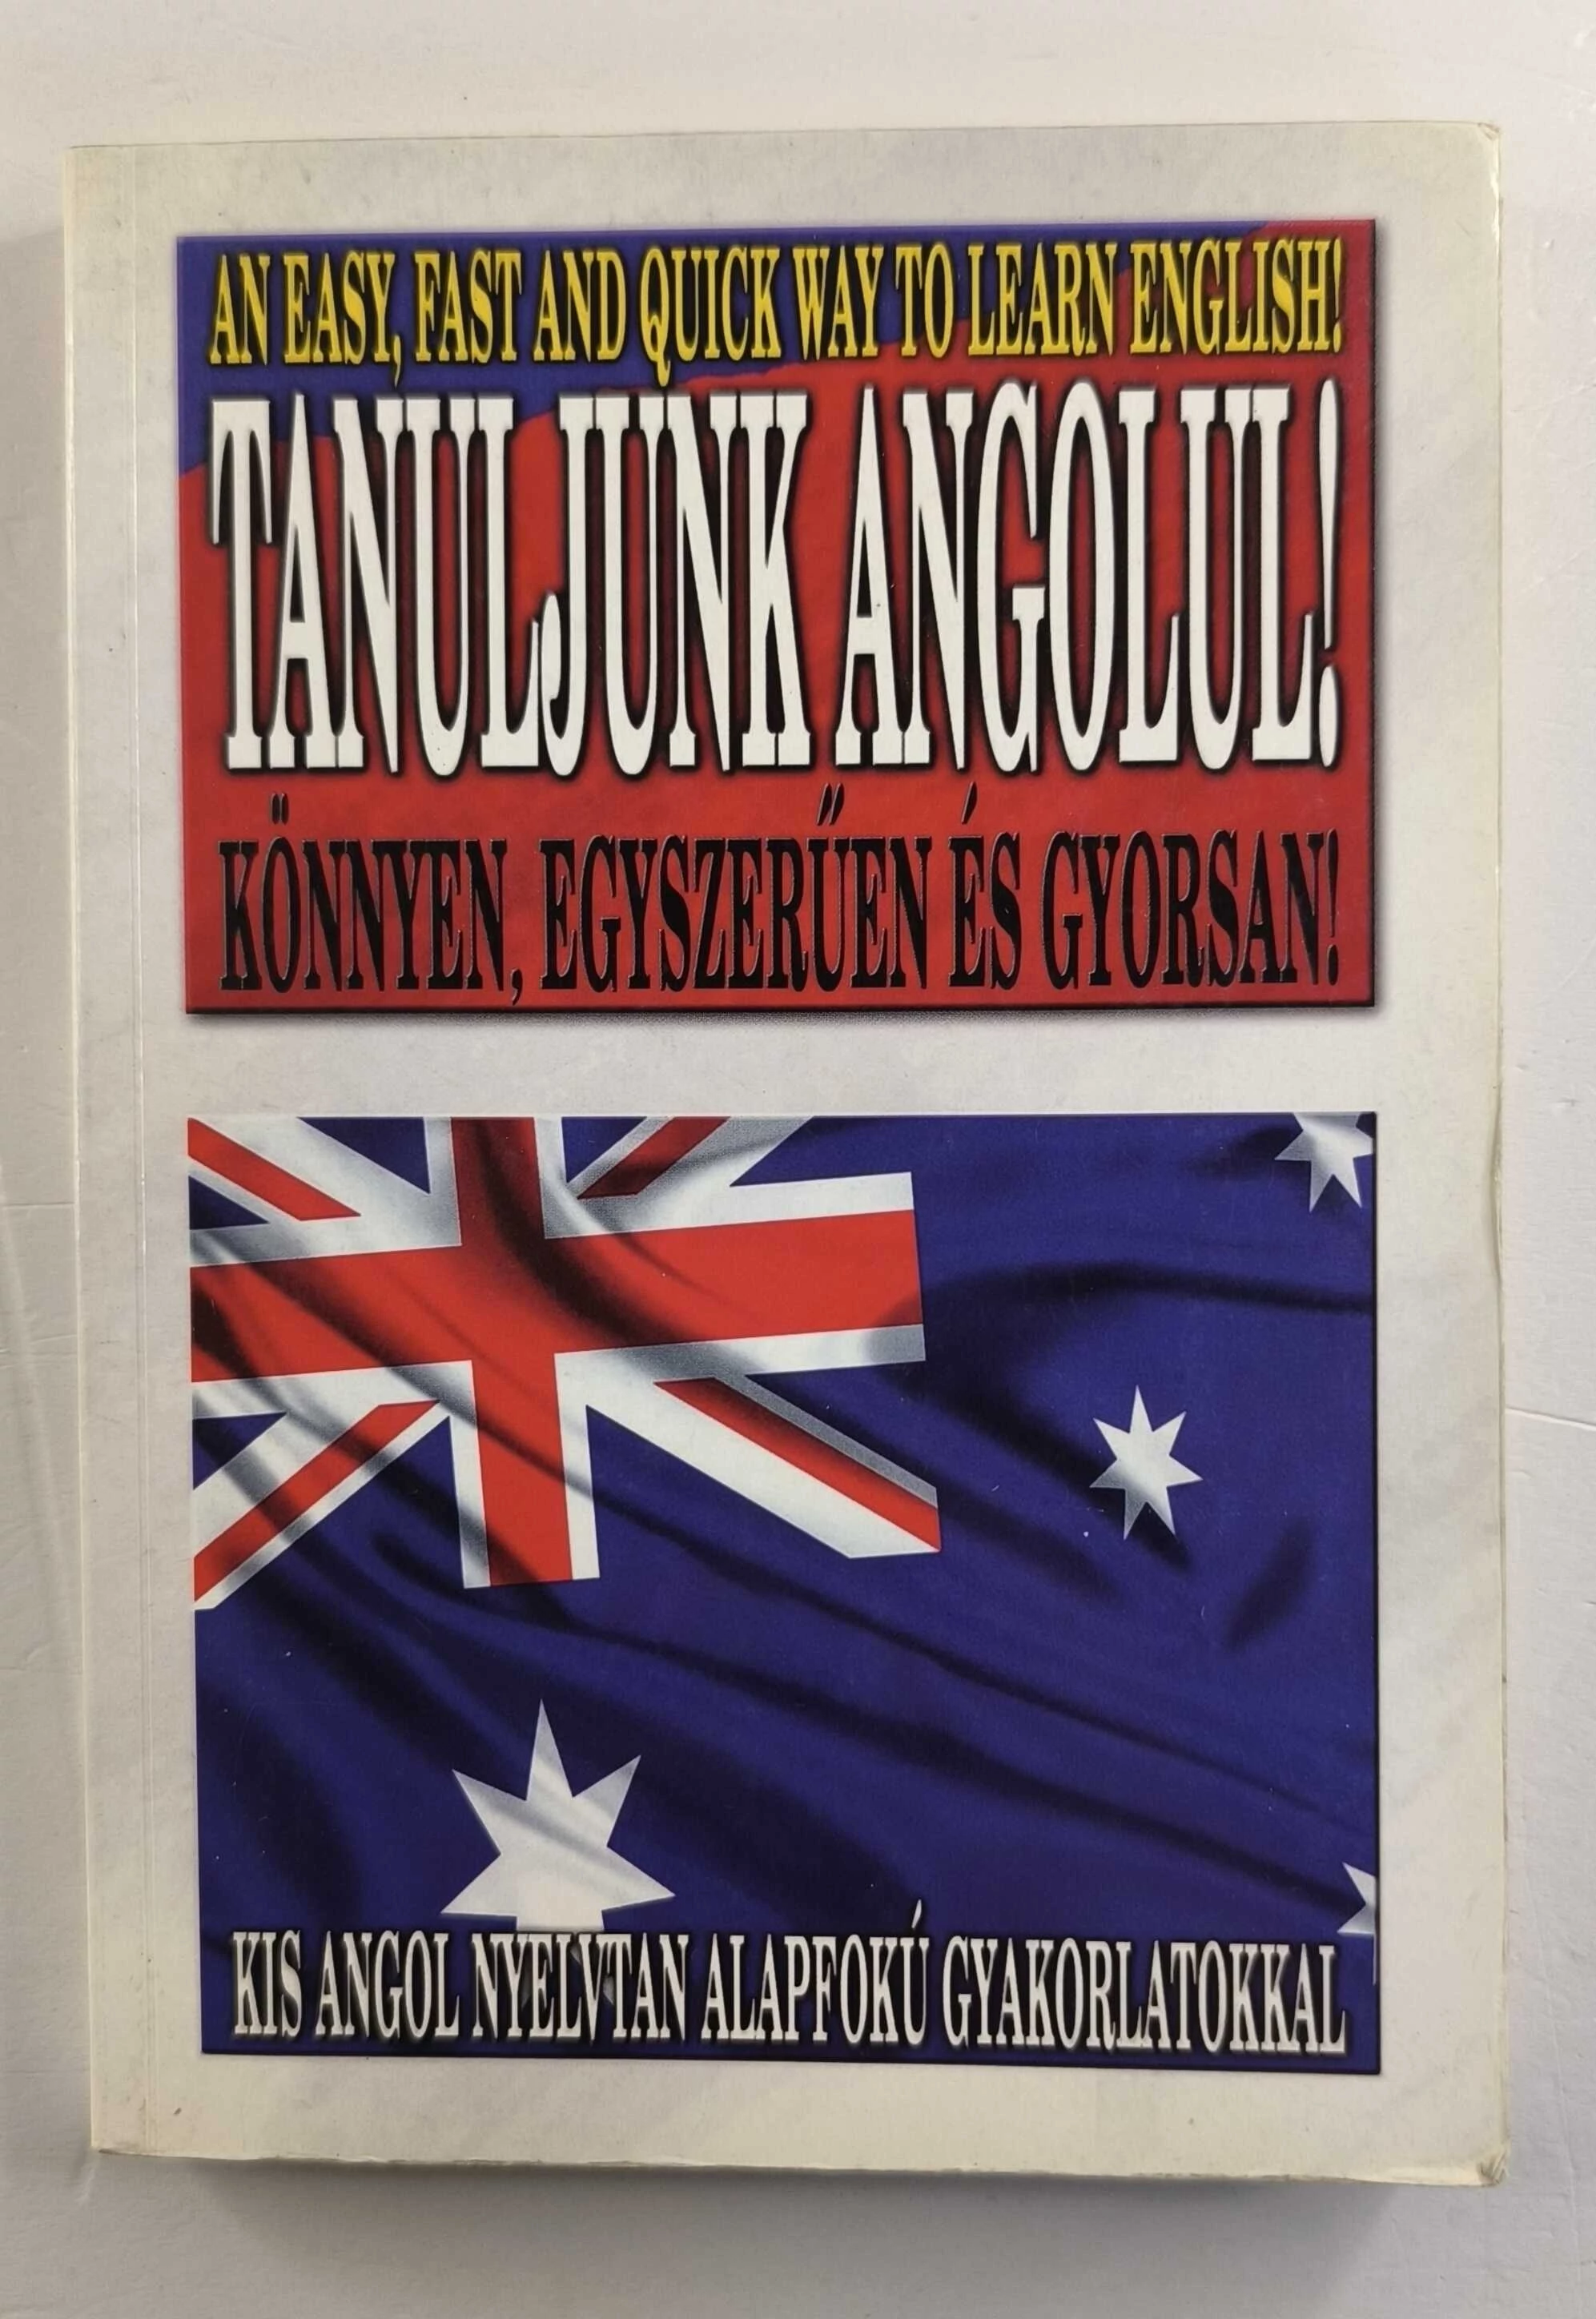 AN EASY, FAST AND QUICK WAY TO LEARN ENGLISH!
TANULJUNK ANGOLUL!
KÖNNYEN, EGYSZERŰEN ÉS GYORSAN!
KIS ANGOL NYELVTAN ALAPFOKÚ GYAKORLATOKKAL